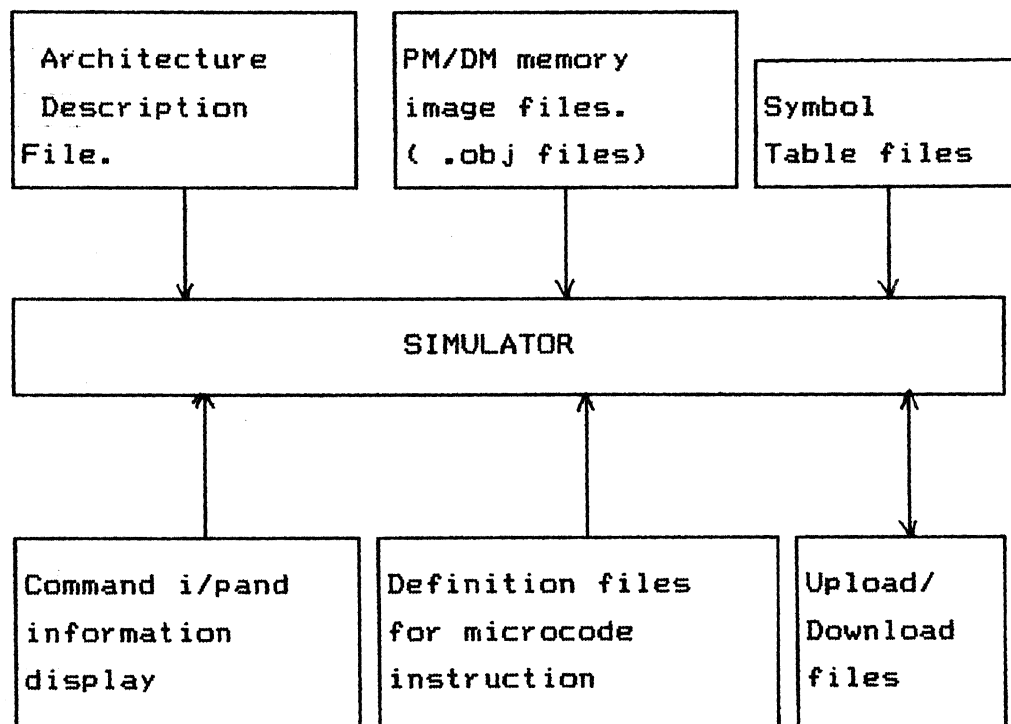 Architecture
Description
File.
PM/DM memory
image files.
( .obj files)
Symbol
Table files
SIMULATOR
Command i/pand
information
display
Definition files
for microcode
instruction
Upload/
Download
files